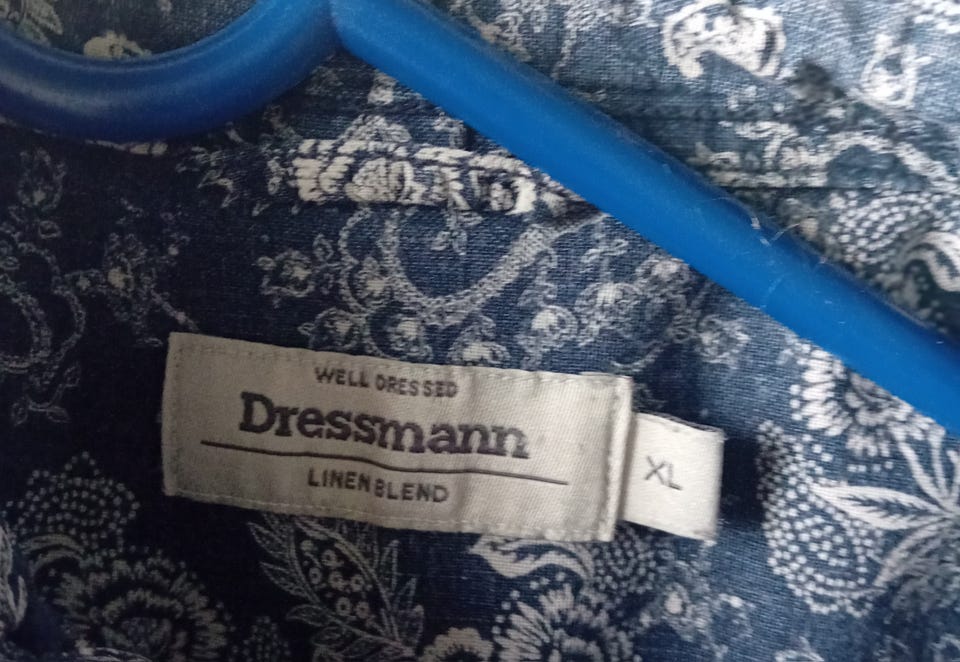 WELL DRESSED
Dressmann
LINEN BLEND
XL